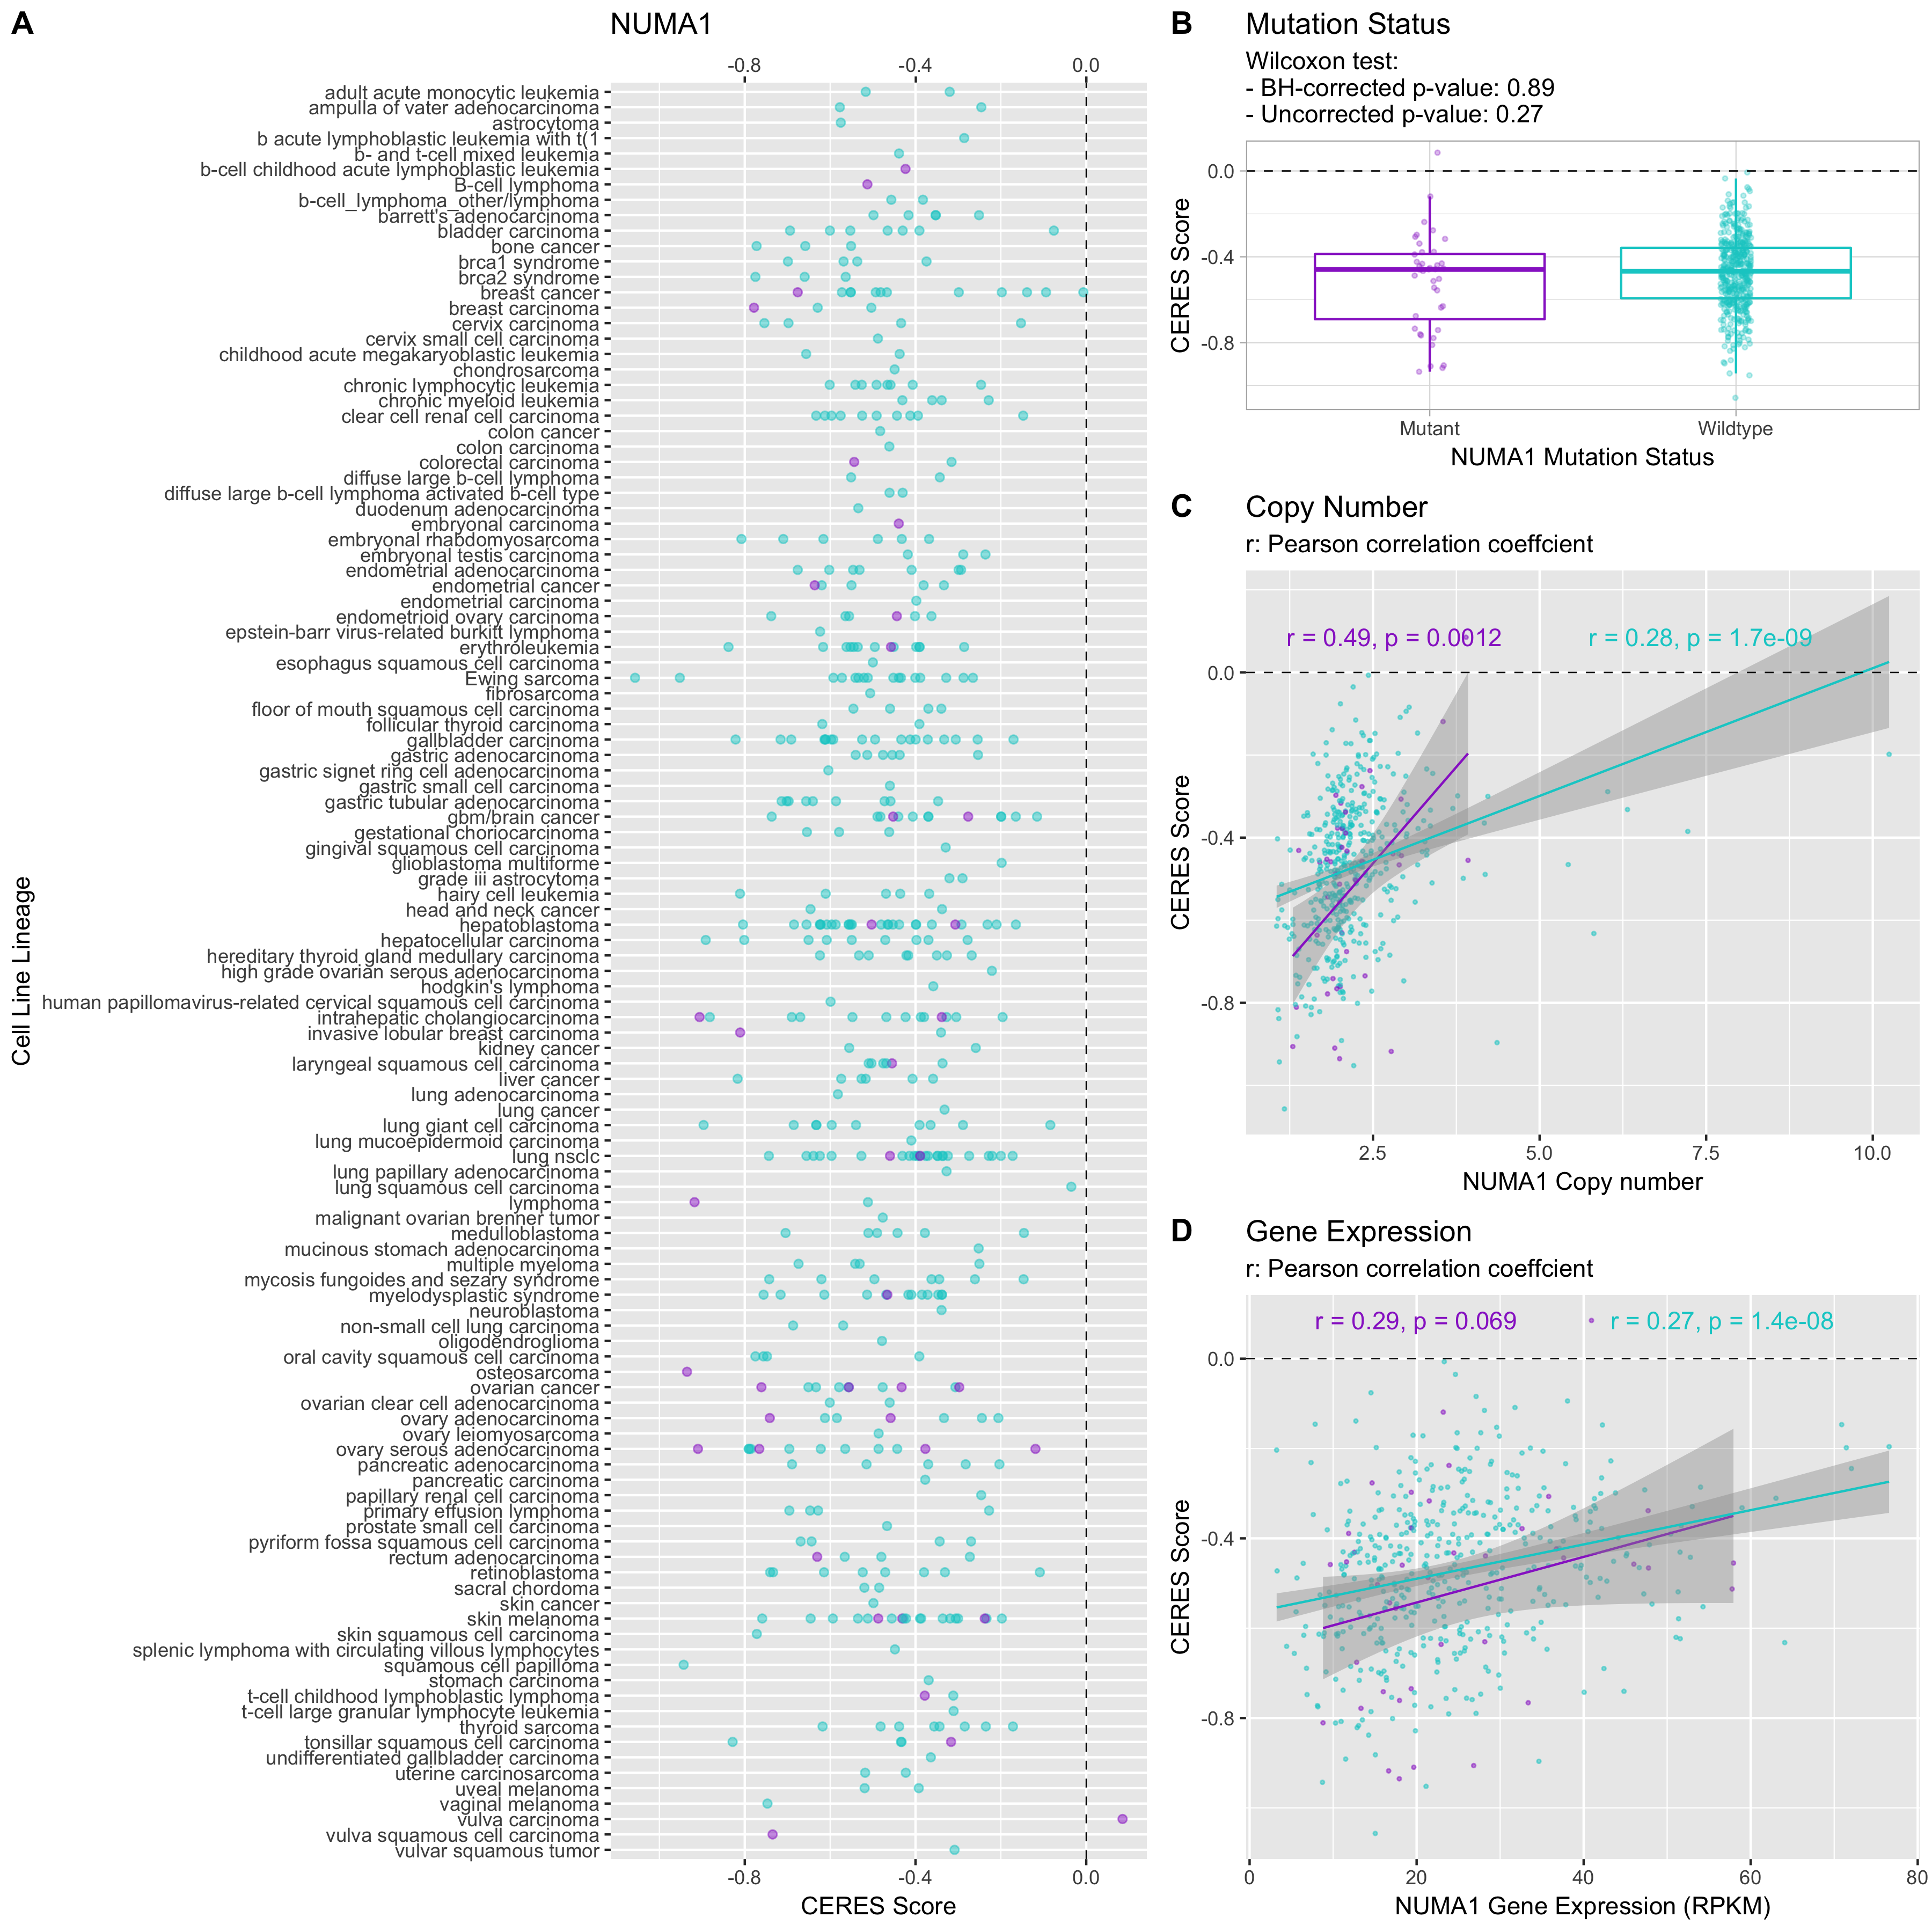 A
NUMA1
-0.8 -0.4 0.0
adult acute monocytic leukemia
ampulla of vater adenocarcinoma
astrocytoma
b acute lymphoblastic leukemia with t(1
b- and t-cell mixed leukemia
b-cell childhood acute lymphoblastic leukemia
B-cell lymphoma
b-cell_lymphoma_other/lymphoma
barrett's adenocarcinoma
bladder carcinoma
bone cancer
brca1 syndrome
brca2 syndrome
breast cancer
breast carcinoma
cervix carcinoma
cervix small cell carcinoma
childhood acute megakaryoblastic leukemia
chondrosarcoma
chronic lymphocytic leukemia
chronic myeloid leukemia
clear cell renal cell carcinoma
colon cancer
colon carcinoma
colorectal carcinoma
diffuse large b-cell lymphoma
diffuse large b-cell lymphoma activated b-cell type
duodenum adenocarcinoma
embryonal carcinoma
embryonal rhabdomyosarcoma
embryonal testis carcinoma
endometrial adenocarcinoma
endometrial cancer
endometrial carcinoma
endometrioid ovary carcinoma
epstein-barr virus-related burkitt lymphoma
erythroleukemia
esophagus squamous cell carcinoma
Ewing sarcoma
fibrosarcoma
floor of mouth squamous cell carcinoma
follicular thyroid carcinoma
gallbladder carcinoma
gastric adenocarcinoma
gastric signet ring cell adenocarcinoma
gastric small cell carcinoma
gastric tubular adenocarcinoma
gbm/brain cancer
gestational choriocarcinoma
gingival squamous cell carcinoma
glioblastoma multiforme
grade iii astrocytoma
hairy cell leukemia
head and neck cancer
hepatoblastoma
hepatocellular carcinoma
hereditary thyroid gland medullary carcinoma
high grade ovarian serous adenocarcinoma
hodgkin's lymphoma
human papillomavirus-related cervical squamous cell carcinoma
intrahepatic cholangiocarcinoma
invasive lobular breast carcinoma
kidney cancer
laryngeal squamous cell carcinoma
liver cancer
lung adenocarcinoma
lung cancer
lung giant cell carcinoma
lung mucoepidermoid carcinoma
lung nsclc
lung papillary adenocarcinoma
lung squamous cell carcinoma
lymphoma
malignant ovarian brenner tumor
medulloblastoma
mucinous stomach adenocarcinoma
multiple myeloma
mycosis fungoides and sezary syndrome
myelodysplastic syndrome
neuroblastoma
non-small cell lung carcinoma
oligodendroglioma
oral cavity squamous cell carcinoma
osteosarcoma
ovarian cancer
ovarian clear cell adenocarcinoma
ovary adenocarcinoma
ovary leiomyosarcoma
ovary serous adenocarcinoma
pancreatic adenocarcinoma
pancreatic carcinoma
papillary renal cell carcinoma
primary effusion lymphoma
prostate small cell carcinoma
pyriform fossa squamous cell carcinoma
rectum adenocarcinoma
retinoblastoma
sacral chordoma
skin cancer
skin melanoma
skin squamous cell carcinoma
splenic lymphoma with circulating villous lymphocytes
squamous cell papilloma
stomach carcinoma
t-cell childhood lymphoblastic lymphoma
t-cell large granular lymphocyte leukemia
thyroid sarcoma
tonsillar squamous cell carcinoma
undifferentiated gallbladder carcinoma
uterine carcinosarcoma
uveal melanoma
vaginal melanoma
vulva carcinoma
vulva squamous cell carcinoma
vulvar squamous tumor
-0.8 -0.4 0.0
CERES Score
Cell Line Lineage
B
Mutation Status
Wilcoxon test:
- BH-corrected p-value: 0.89
- Uncorrected p-value: 0.27
0.0
-0.4
-0.8
CERES Score
Mutant Wildtype
NUMA1 Mutation Status
C
Copy Number
r: Pearson correlation coeffcient
r = 0.49, p = 0.0012 r = 0.28, p = 1.7e-09
0.0
-0.4
-0.8
CERES Score
2.5 5.0 7.5 10.0
NUMA1 Copy number
D
Gene Expression
r: Pearson correlation coeffcient
r = 0.29, p = 0.069 r = 0.27, p = 1.4e-08
0.0
-0.4
-0.8
CERES Score
0 20 40 60 80
NUMA1 Gene Expression (RPKM)